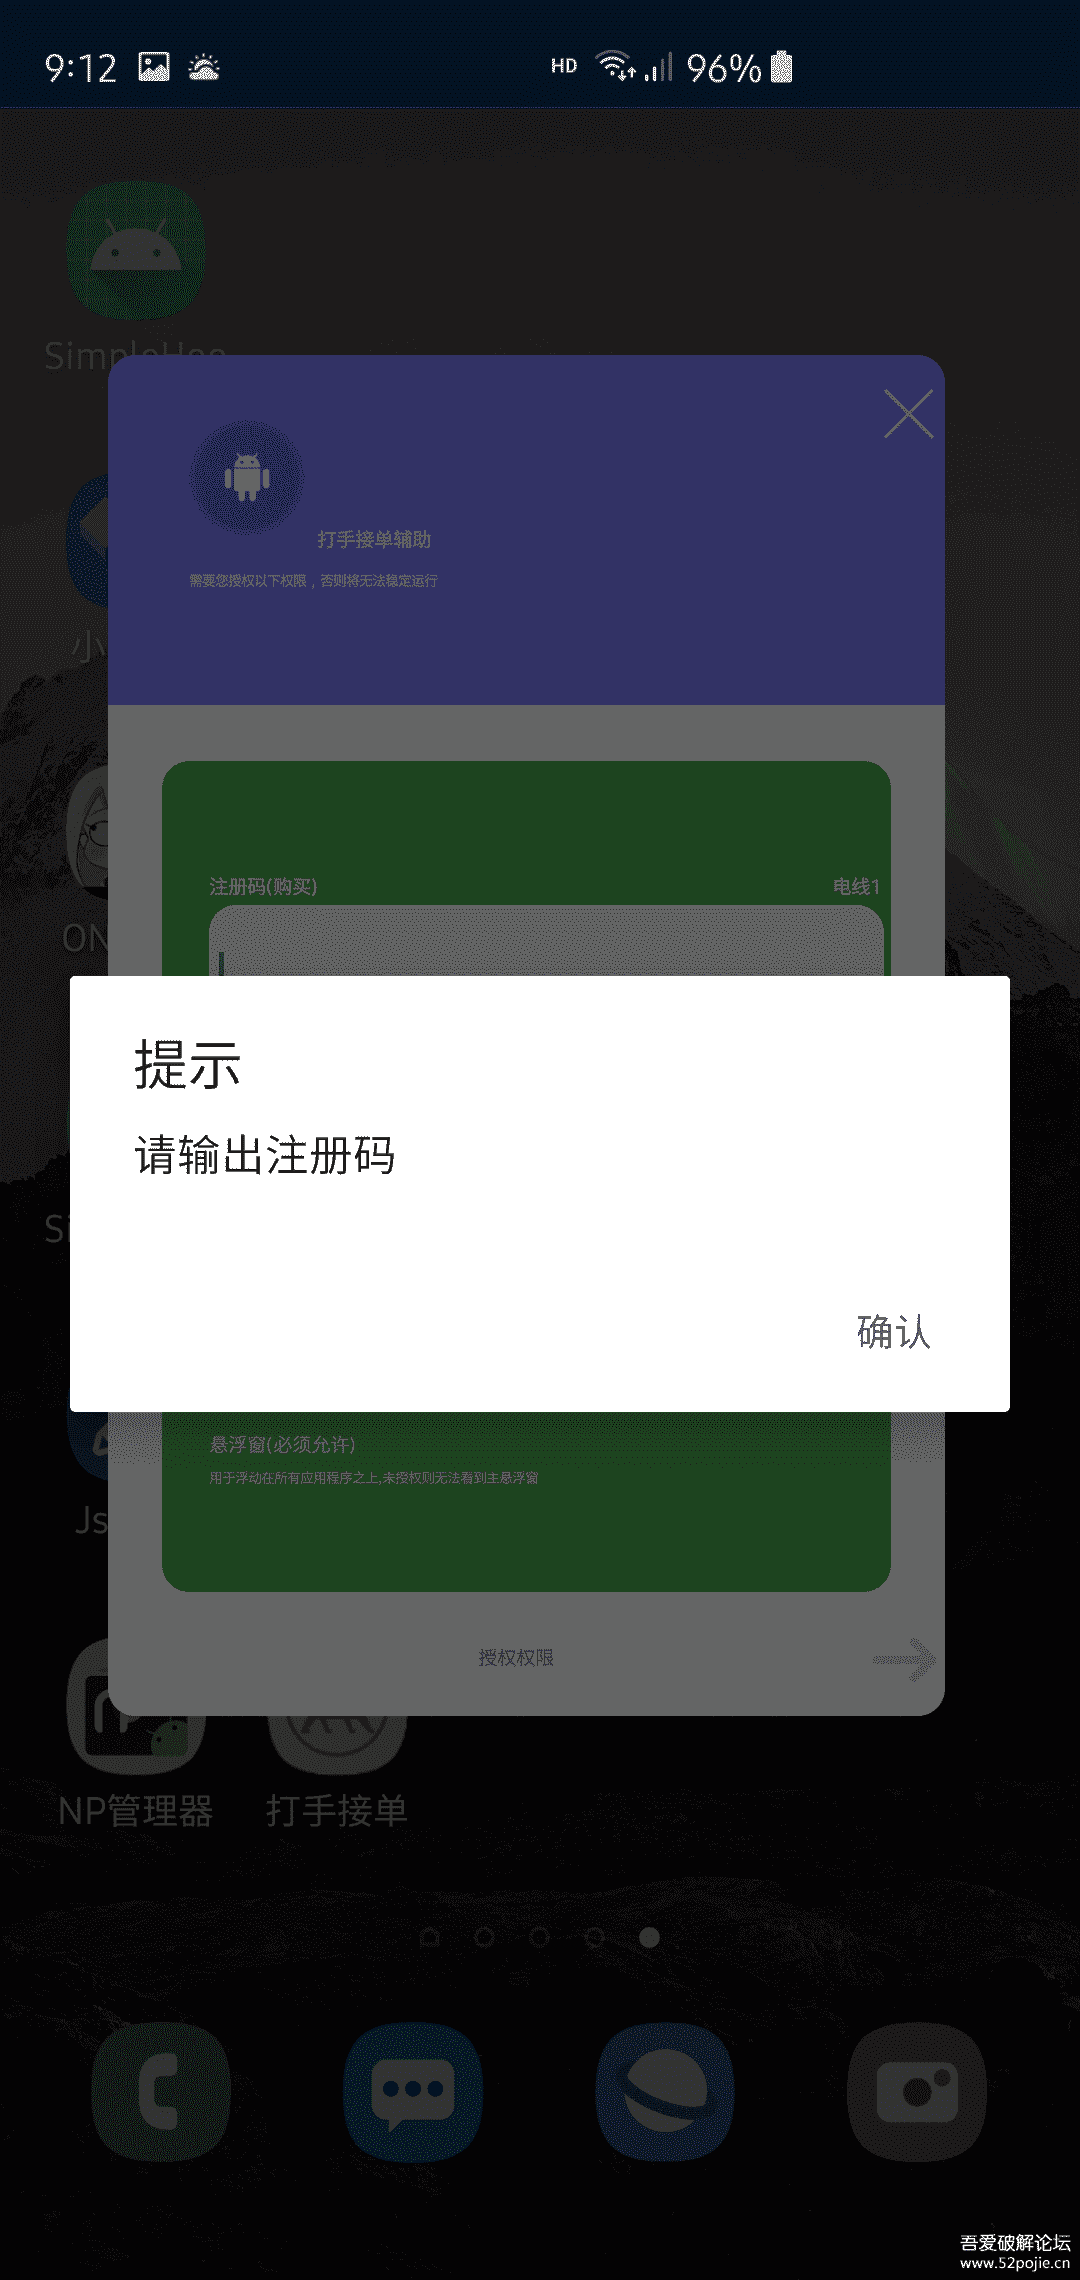 9:12 HD 96%
SimpleHoo
打手接单辅助
需要您授权以下权限，否则将无法稳定运行
小
注册码(购买) 电线1
ON
提示
请输出注册码
Si
确认
悬浮窗(必须允许)
用于浮动在所有应用程序之上,未授权则无法看到主悬浮窗
Js
授权权限
NP管理器 打手接单
吾爱破解论坛
www.52pojie.cn